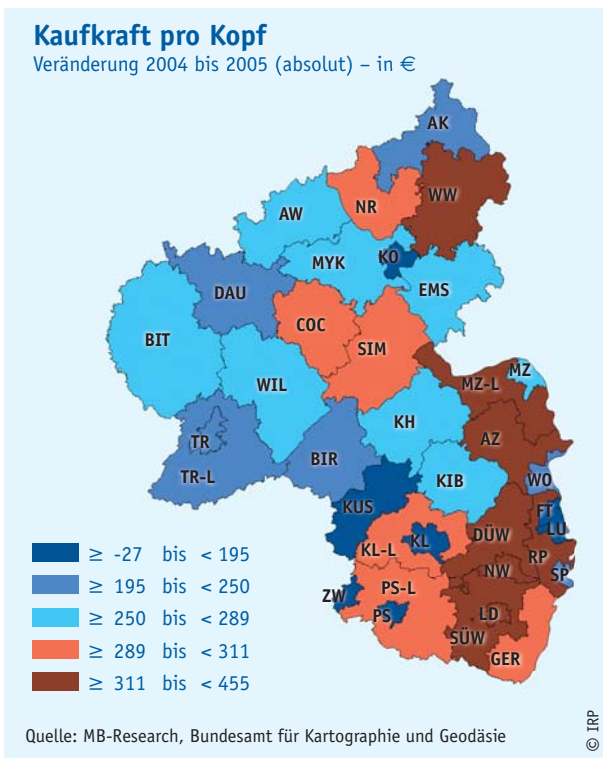 Kaufkraft pro Kopf
Veränderung 2004 bis 2005 (absolut) – in €
AK
WW
NR
AW
KO
MYK
EMS
DAU
COC
BIT
SIM
WIL
MZ
MZ-L
KH
AZ
TR
BIR
TR-L
KIB
WO
KUS
FT
LU
DÜW
KL
KL-L
RP
NW
SP
PS-L
ZW
PS
LD
SÜW
GER
≥ -27 bis < 195
≥ 195 bis < 250
≥ 250 bis < 289
≥ 289 bis < 311
≥ 311 bis < 455
Quelle: MB-Research, Bundesamt für Kartographie und Geodäsie
© IRP